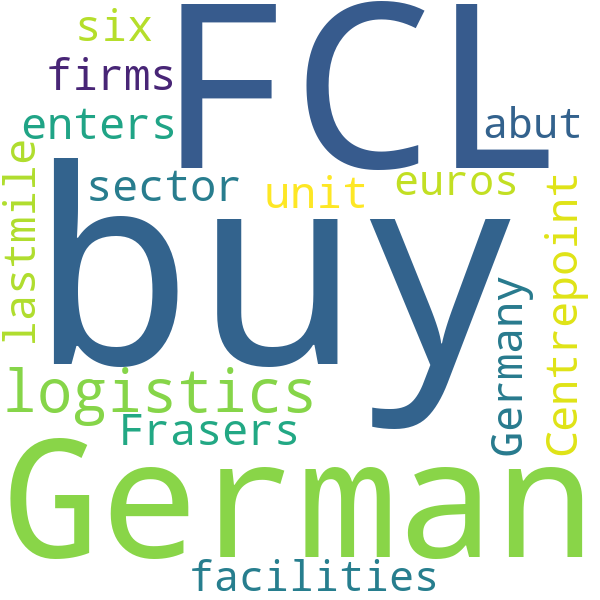 six
FCL
firms
enters
abut
lastmile
sector
unit
euros
buy
Centrepoint
Germany
logistics
Frasers
German
facilities